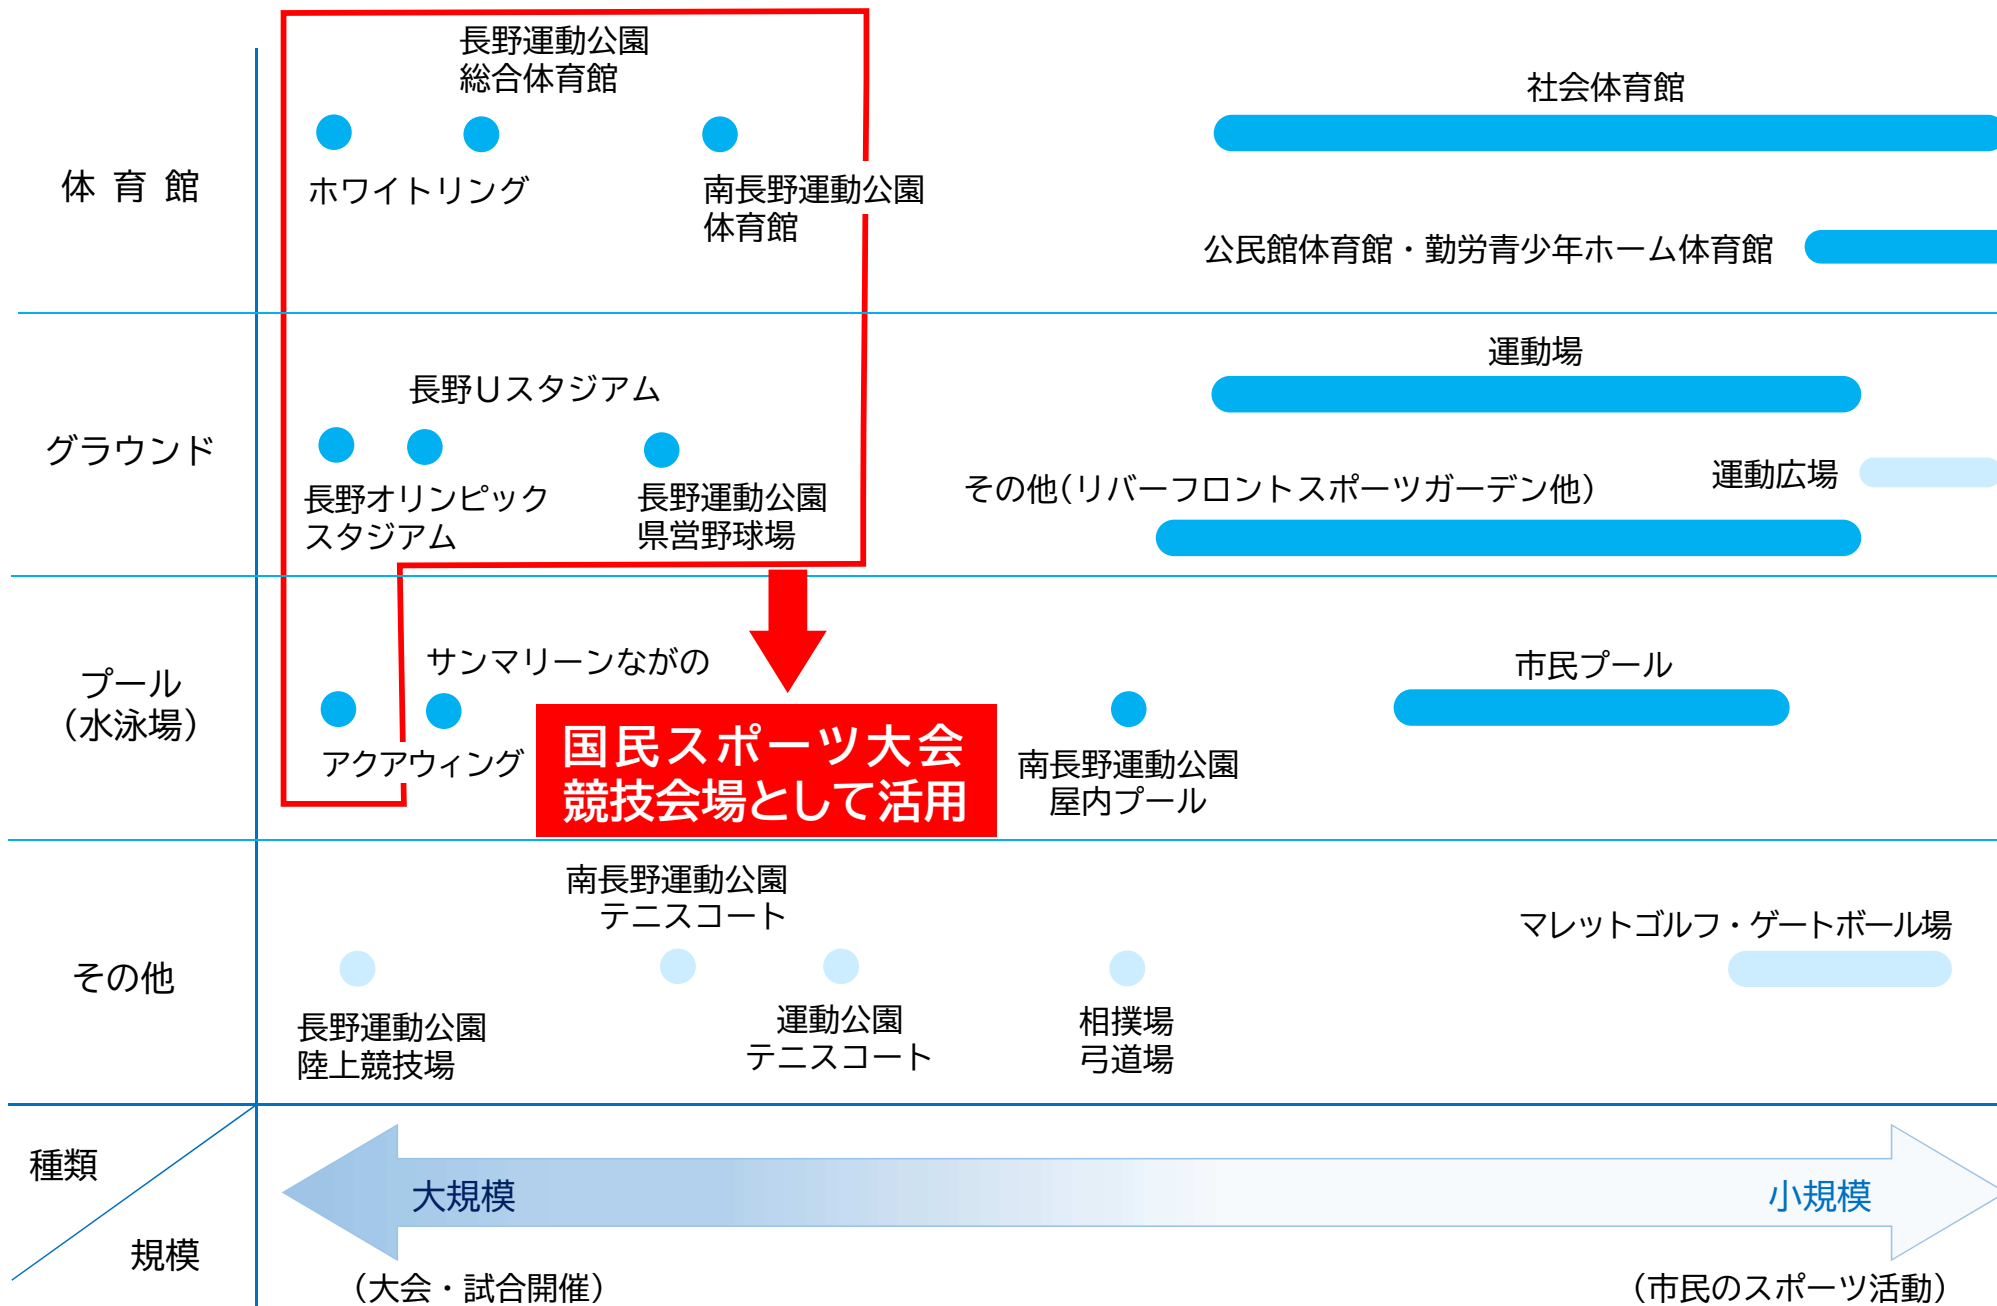 長野運動公園
総合体育館
社会体育館
体育館
ホワイトリング
南長野運動公園
体育館
公民館体育館・勤労青少年ホーム体育館
運動場
長野Uスタジアム
グラウンド
長野オリンピック
スタジアム
長野運動公園
県営野球場
その他(リバーフロントスポーツガーデン他)
運動広場
サンマリーンながの
市民プール
プール
（水泳場）
アクアウィング
国民スポーツ大会
競技会場として活用
南長野運動公園
屋内プール
南長野運動公園
テニスコート
マレットゴルフ・ゲートボール場
その他
長野運動公園
陸上競技場
運動公園
テニスコート
相撲場
弓道場
種類
規模
大規模
小規模
（大会・試合開催）
（市民のスポーツ活動）